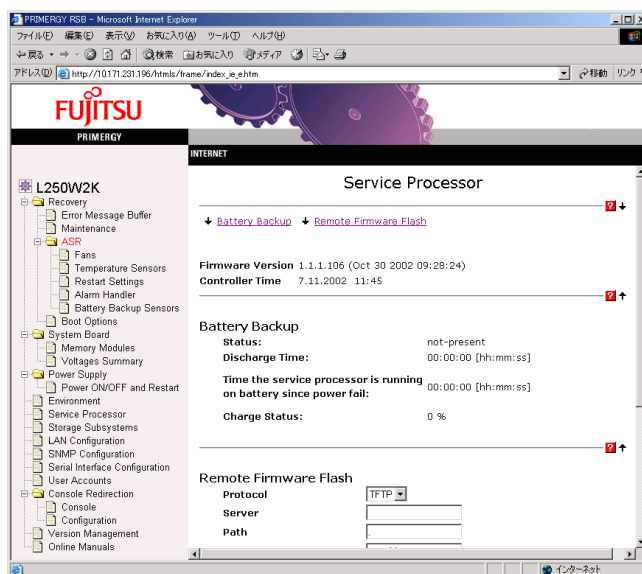 PRIMERGY RSB - Microsoft Internet Explorer
ファイル(F) 編集(E) 表示(V) お気に入り(A) ツール(T) ヘルプ(H)
戻る 検索 お気に入り メディア
アドレス(D) http://10.171.231.196/htmls/frame/index_ie_e.htm 移動 リンク
FUJITSU
PRIMERGY
INTERNET
L250W2K
Recovery
Error Message Buffer
Maintenance
ASR
Fans
Temperature Sensors
Restart Settings
Alarm Handler
Battery Backup Sensors
Boot Options
System Board
Memory Modules
Voltages Summary
Power Supply
Power ON/OFF and Restart
Environment
Service Processor
Storage Subsystems
LAN Configuration
SNMP Configuration
Serial Interface Configuration
User Accounts
Console Redirection
Console
Configuration
Version Management
Online Manuals
Service Processor
Battery Backup Remote Firmware Flash
Firmware Version 1.1.1.106 (Oct 30 2002 09:28:24)
Controller Time 7.11.2002 11:45
Battery Backup
Status: not-present
Discharge Time: 00:00:00 [hh:mm:ss]
Time the service processor is running on battery since power fail: 00:00:00 [hh:mm:ss]
Charge Status: 0 %
Remote Firmware Flash
Protocol TFTP
Server
Path .
インターネット